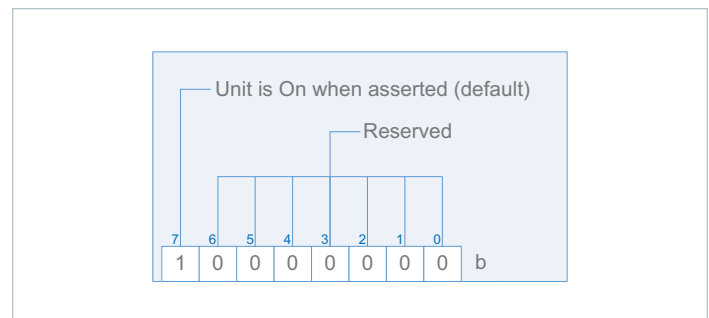 Unit is On when asserted (default)
Reserved
7 6 5 4 3 2 1 0
1 0 0 0 0 0 0 0 b